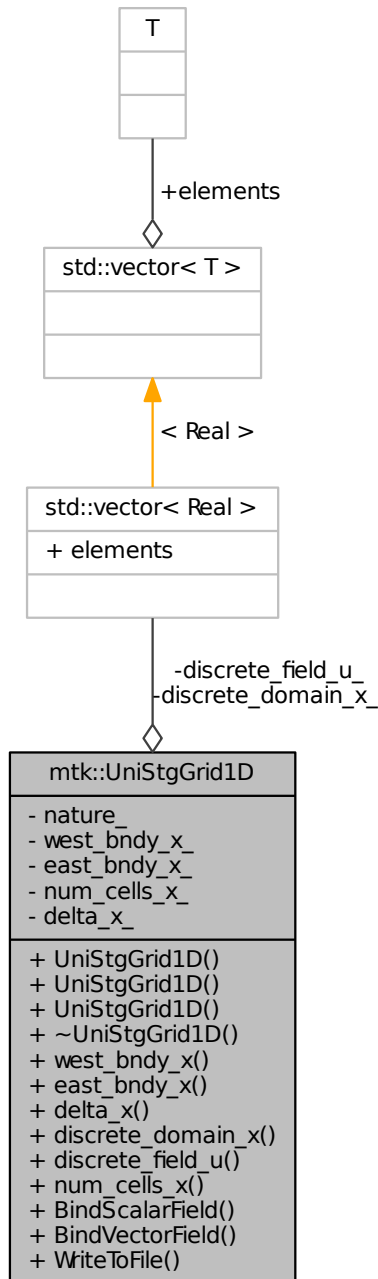 T
+elements
std::vector< T >
< Real >
std::vector< Real >
+ elements
-discrete_field_u_
-discrete_domain_x_
mtk::UniStgGrid1D
- nature_
- west_bndy_x_
- east_bndy_x_
- num_cells_x_
- delta_x_
+ UniStgGrid1D()
+ UniStgGrid1D()
+ UniStgGrid1D()
+ ~UniStgGrid1D()
+ west_bndy_x()
+ east_bndy_x()
+ delta_x()
+ discrete_domain_x()
+ discrete_field_u()
+ num_cells_x()
+ BindScalarField()
+ BindVectorField()
+ WriteToFile()